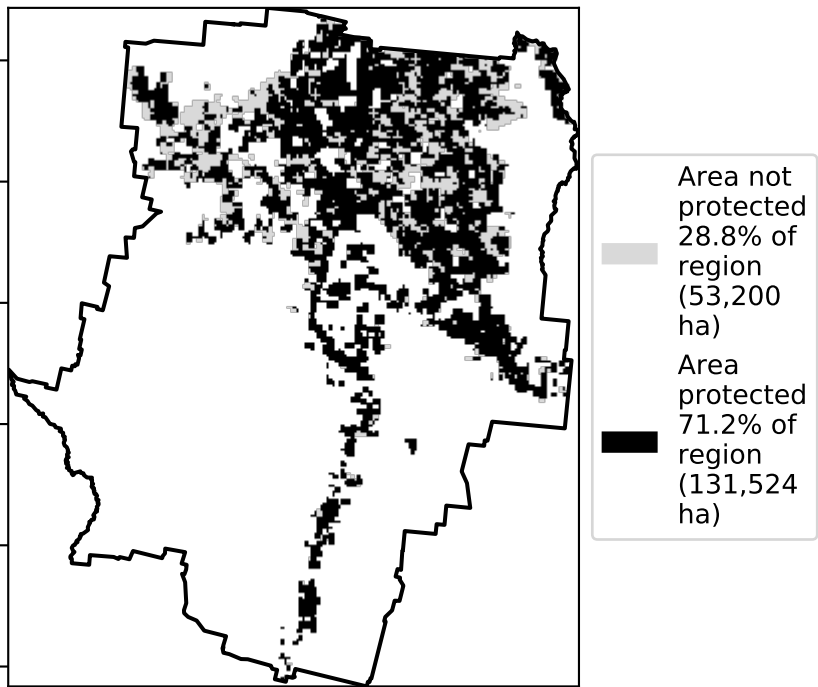 Area not
protected
28.8% of
region
(53,200
ha)
Area
protected
71.2% of
region
(131,524
ha)